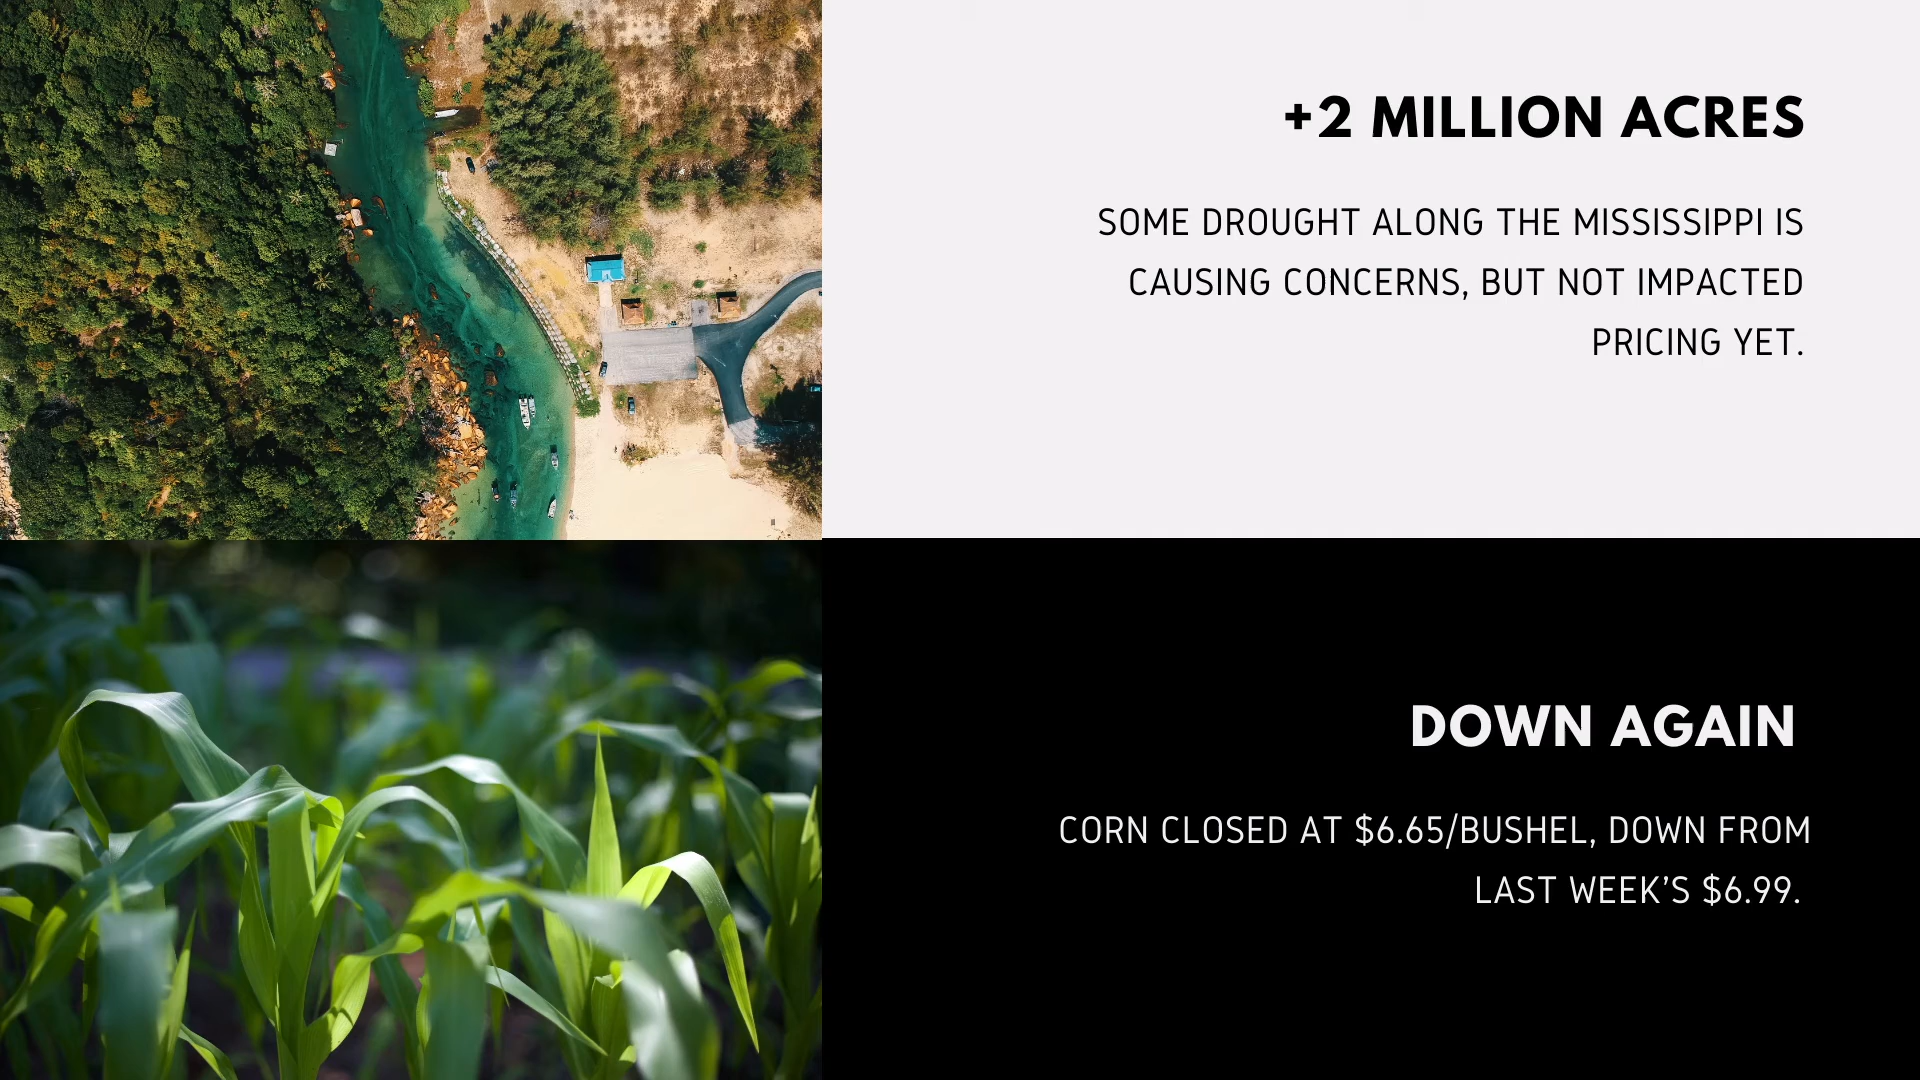 +2 MILLION ACRES
SOME DROUGHT ALONG THE MISSISSIPPI IS
CAUSING CONCERNS, BUT NOT IMPACTED
PRICING YET.
DOWN AGAIN
CORN CLOSED AT $6.65/BUSHEL, DOWN FROM
LAST WEEK’S $6.99.